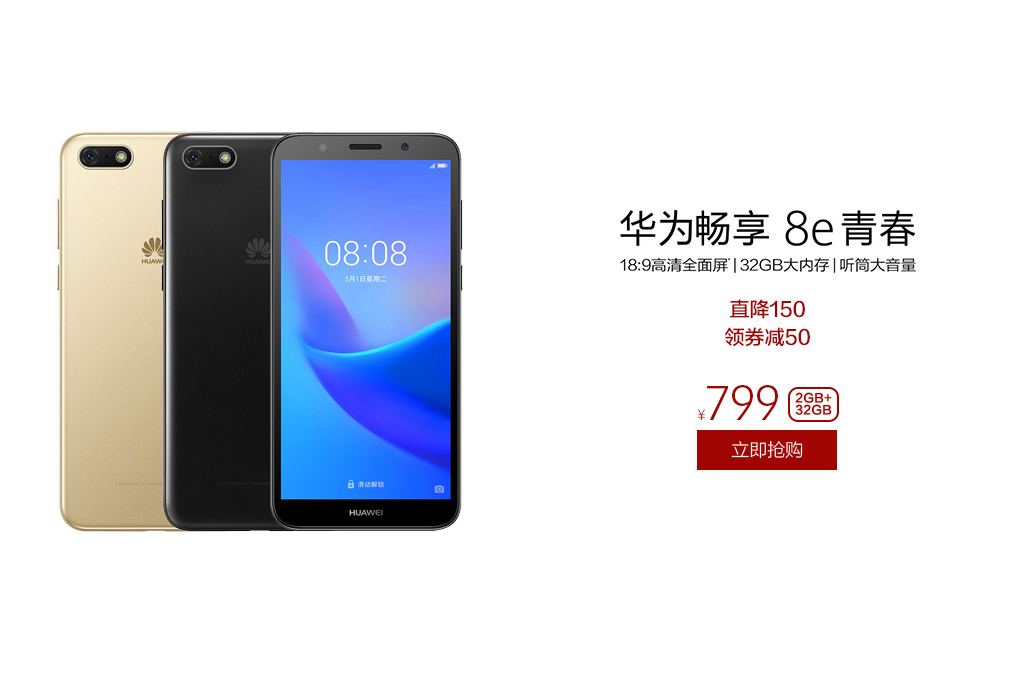 08:08
5月1日星期二
滑动解锁
HUAWEI
HUAWEI
华为畅享 8e 青春
18:9高清全面屏* | 32GB大内存 | 听筒大音量
直降150
领券减50
¥799
2GB+
32GB
立即抢购